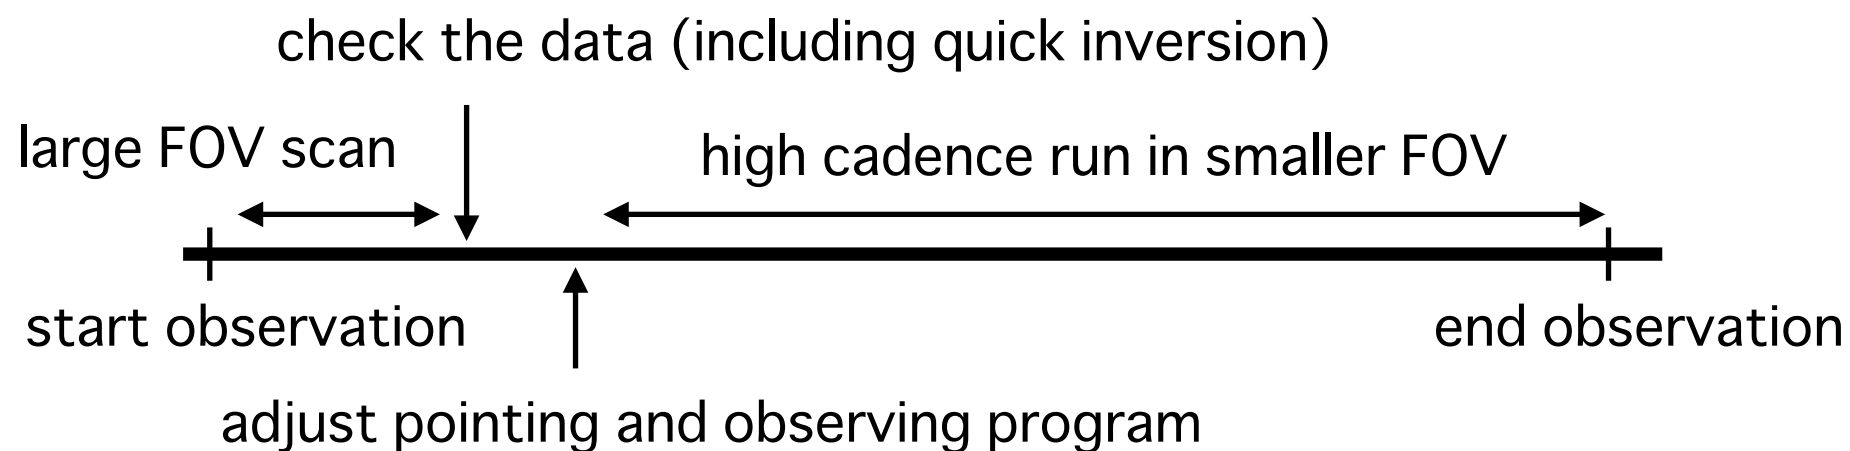 check the data (including quick inversion)
large FOV scan
high cadence run in smaller FOV
start observation
end observation
adjust pointing and observing program